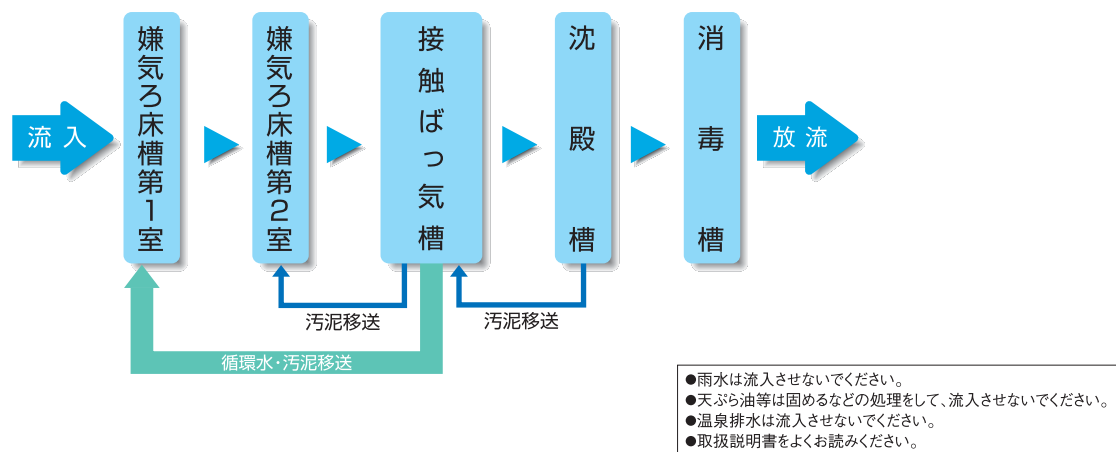 流入
嫌気ろ床槽第1室
嫌気ろ床槽第2室
接触ばっ気槽
沈殿槽
消毒槽
放流
汚泥移送
汚泥移送
循環水・汚泥移送
●雨水は流入させないでください。
●天ぷら油等は固めるなどの処理をして、流入させないでください。
●温泉排水は流入させないでください。
●取扱説明書をよくお読みください。